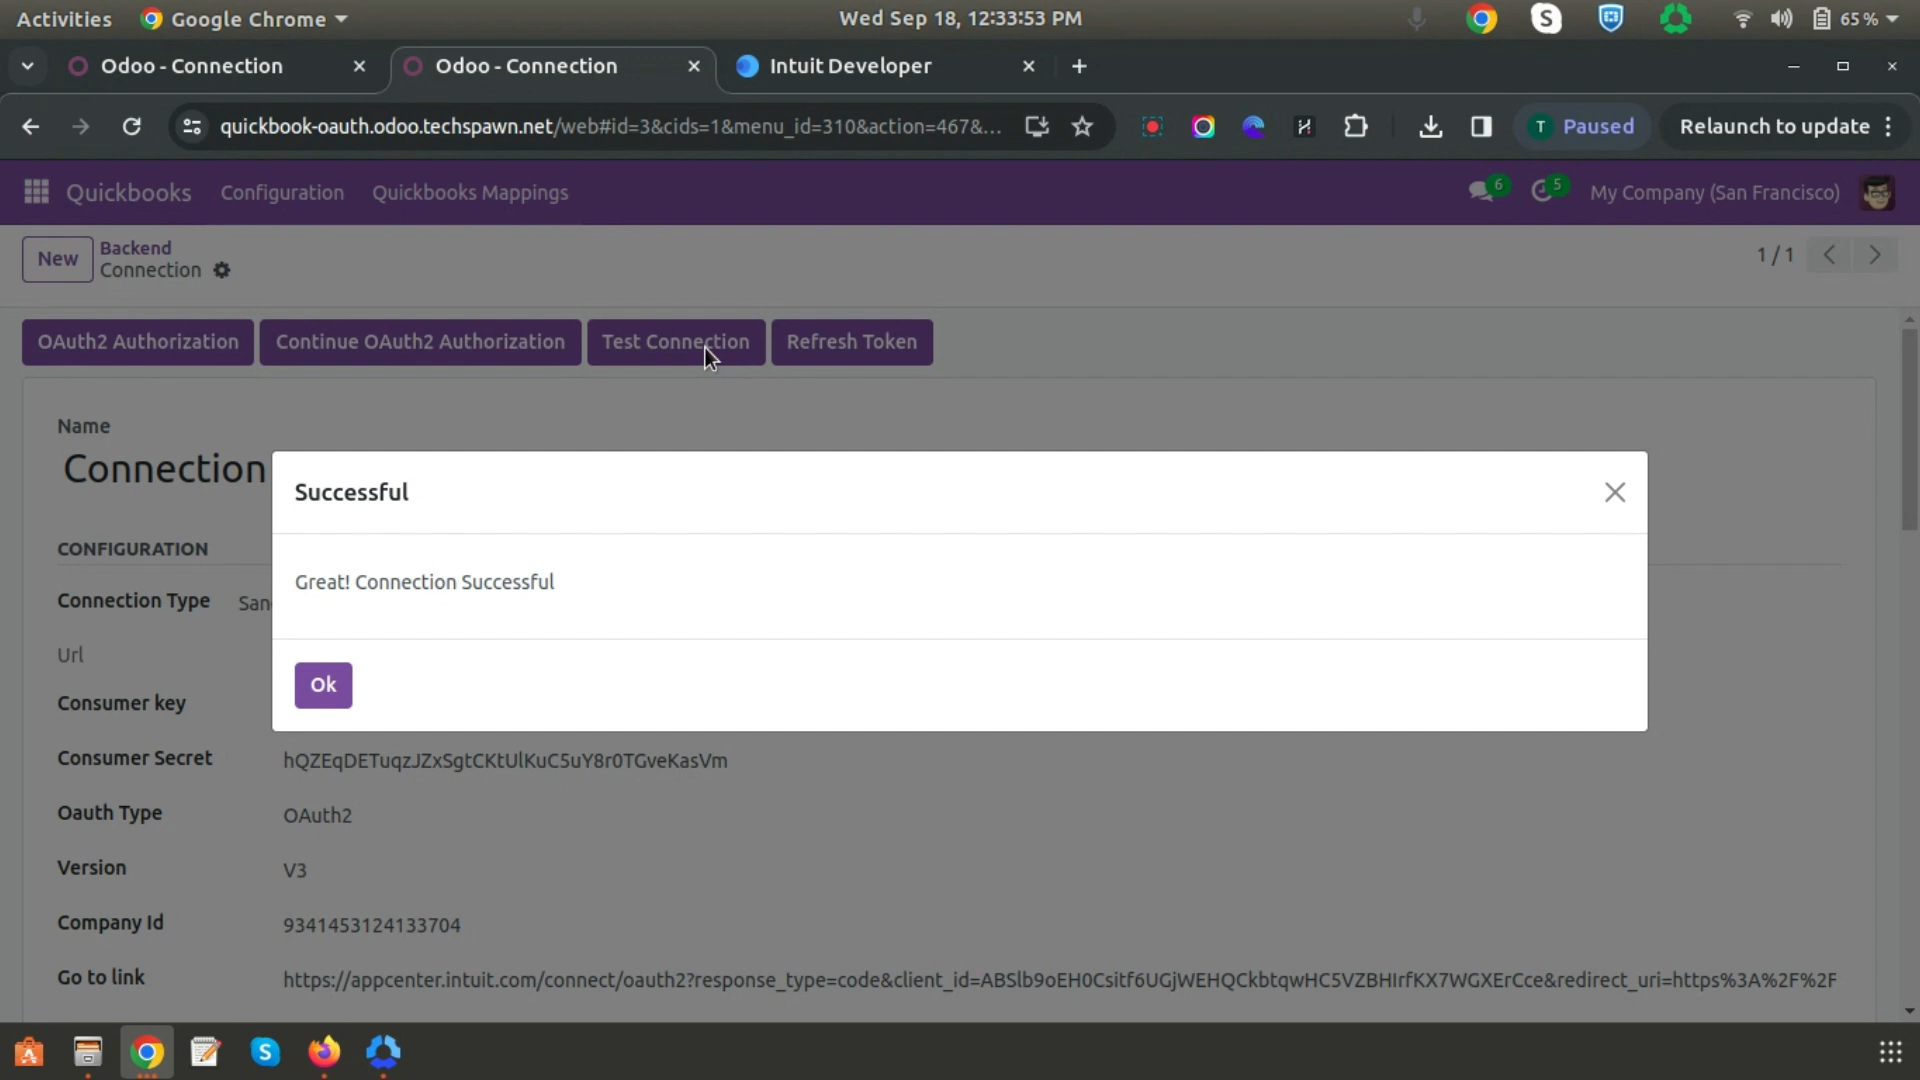 Activities Google Chrome Wed Sep 18, 12:33:53 PM 65 %
Odoo - Connection Odoo - Connection Intuit Developer
quickbook-oauth.odoo.techspawn.net/web#id=3&cids=1&menu_id=310&action=467&... T Paused Relaunch to update
Quickbooks Configuration Quickbooks Mappings 6 5 My Company (San Francisco)
New Backend
Connection 1 / 1
OAuth2 Authorization Continue OAuth2 Authorization Test Connection Refresh Token
Name
Connection
Successful
CONFIGURATION
Great! Connection Successful
Connection Type San
Url
Ok
Consumer key
Consumer Secret hQZEqDETuqzJZxSgtCKtUlKuC5uY8r0TGveKasVm
Oauth Type OAuth2
Version V3
Company Id 9341453124133704
Go to link https://appcenter.intuit.com/connect/oauth2?response_type=code&client_id=ABSlb9oEH0Csitf6UGjWEHQCkbtqwHC5VZBHIrfKX7WGXErCce&redirect_uri=https%3A%2F%2F